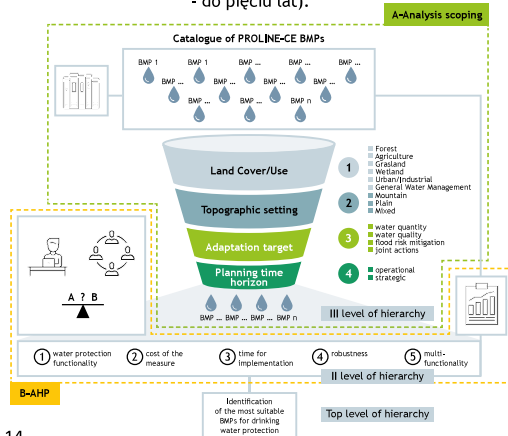 - do pięciu lat).
A-Analysis scoping
Catalogue of PROLINE-CE BMPs
BMP 1 BMP 1 BMP ... BMP ... BMP ...
BMP ... BMP ... BMP ... BMP ...
BMP ... BMP ... BMP n
Land Cover/Use
1
Forest
Agriculture
Grassland
Wetland
Urban/Industrial
General Water Management
Topographic setting
2
Mountain
Plain
Mixed
Adaptation target
3
water quantity
water quality
flood risk mitigation
joint actions
Planning time
horizon
4
operational
strategic
BMP ... BMP ... BMP ... BMP n
A ? B
III level of hierarchy
1 water protection
functionality
2 cost of the
measure
3 time for
implementation
4 robustness
5 multi-
functionality
II level of hierarchy
B-AHP
Identification
of the most suitable
BMPs for drinking
water protection
Top level of hierarchy
14